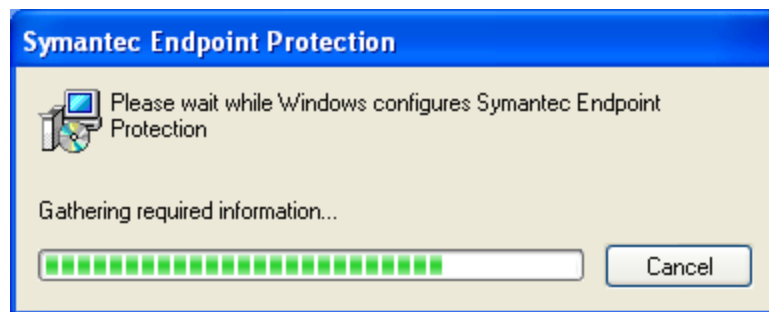 Symantec Endpoint Protection
Please wait while Windows configures Symantec Endpoint
Protection
Gathering required information...
Cancel